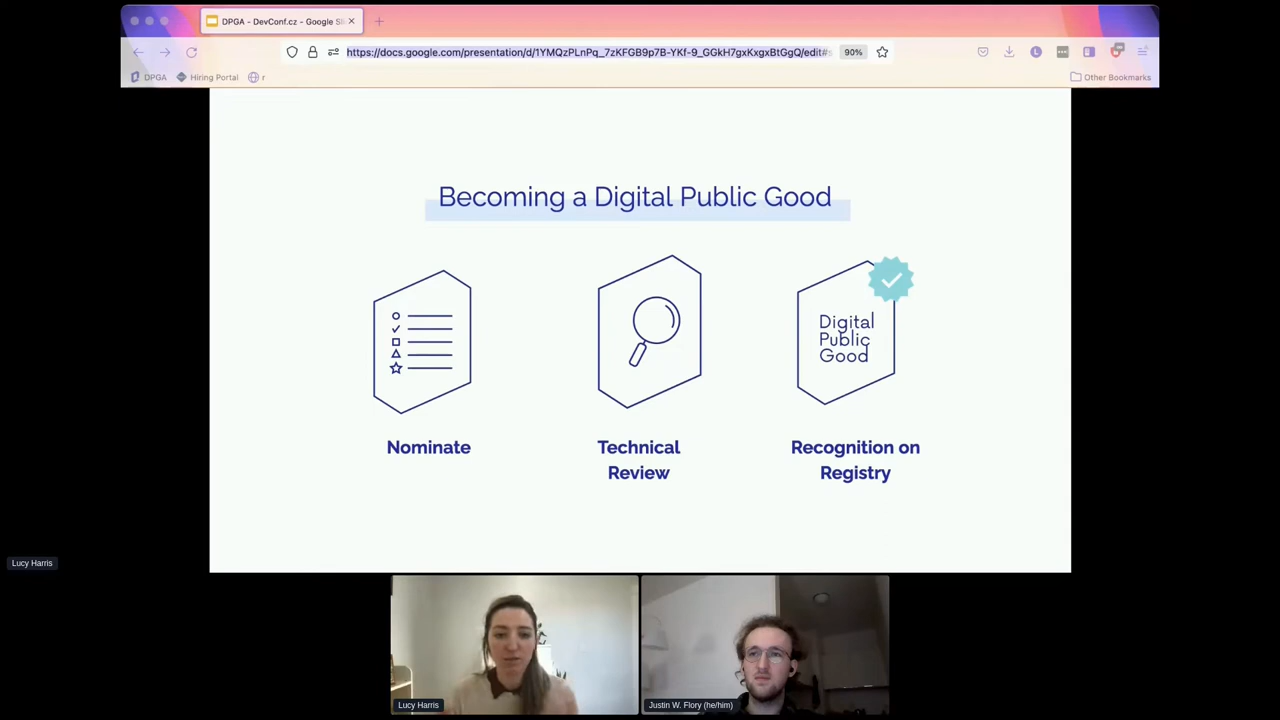 DPGA - DevConf.cz - Google Sl
https://docs.google.com/presentation/d/1YMQzPLnPq_7zKFGB9p7B-YKf-9_GGkH7gxKxgxBtGgQ/edit#s
90%
DPGA
Hiring Portal
r
Other Bookmarks
Becoming a Digital Public Good
Digital
Public
Good
Nominate
Technical
Review
Recognition on
Registry
Lucy Harris
Lucy Harris
Justin W. Flory (he/him)